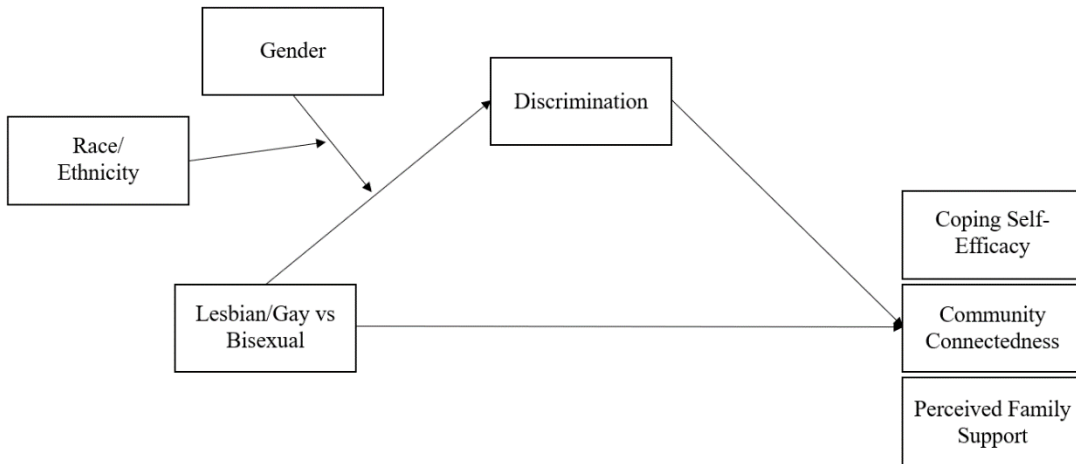 Gender
Discrimination
Race/
Ethnicity
Coping Self-
Efficacy
Lesbian/Gay vs
Bisexual
Community
Connectedness
Perceived Family
Support